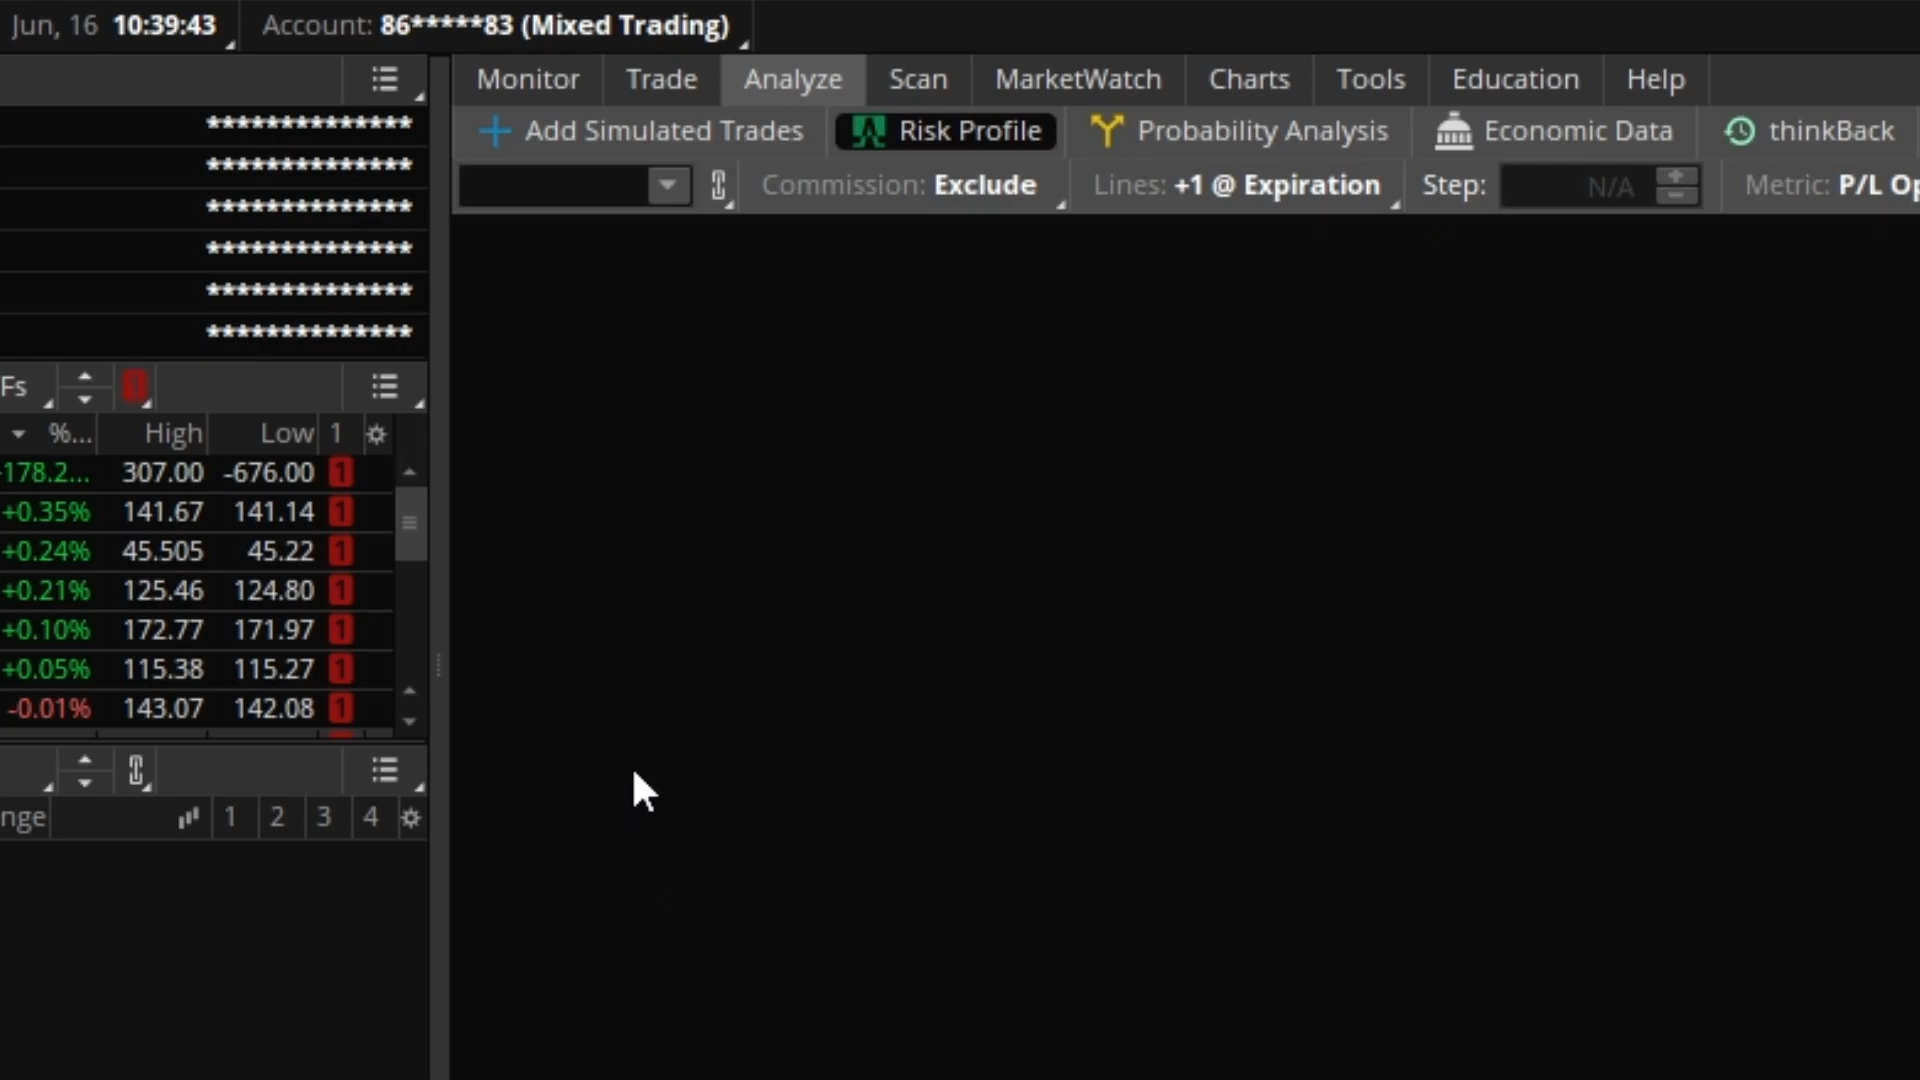 Jun, 16 10:39:43 Account: 86*****83 (Mixed Trading)
Monitor Trade Analyze Scan MarketWatch Charts Tools Education Help
Add Simulated Trades Risk Profile Probability Analysis Economic Data thinkBack
Commission: Exclude Lines: +1 @ Expiration Step: N/A Metric: P/L Op
**************
**************
**************
**************
**************
**************
Fs 1
%... High Low 1
178.2... 307.00 -676.00 1
+0.35% 141.67 141.14 1
+0.24% 45.505 45.22 1
+0.21% 125.46 124.80 1
+0.10% 172.77 171.97 1
+0.05% 115.38 115.27 1
-0.01% 143.07 142.08 1
nge 1 2 3 4